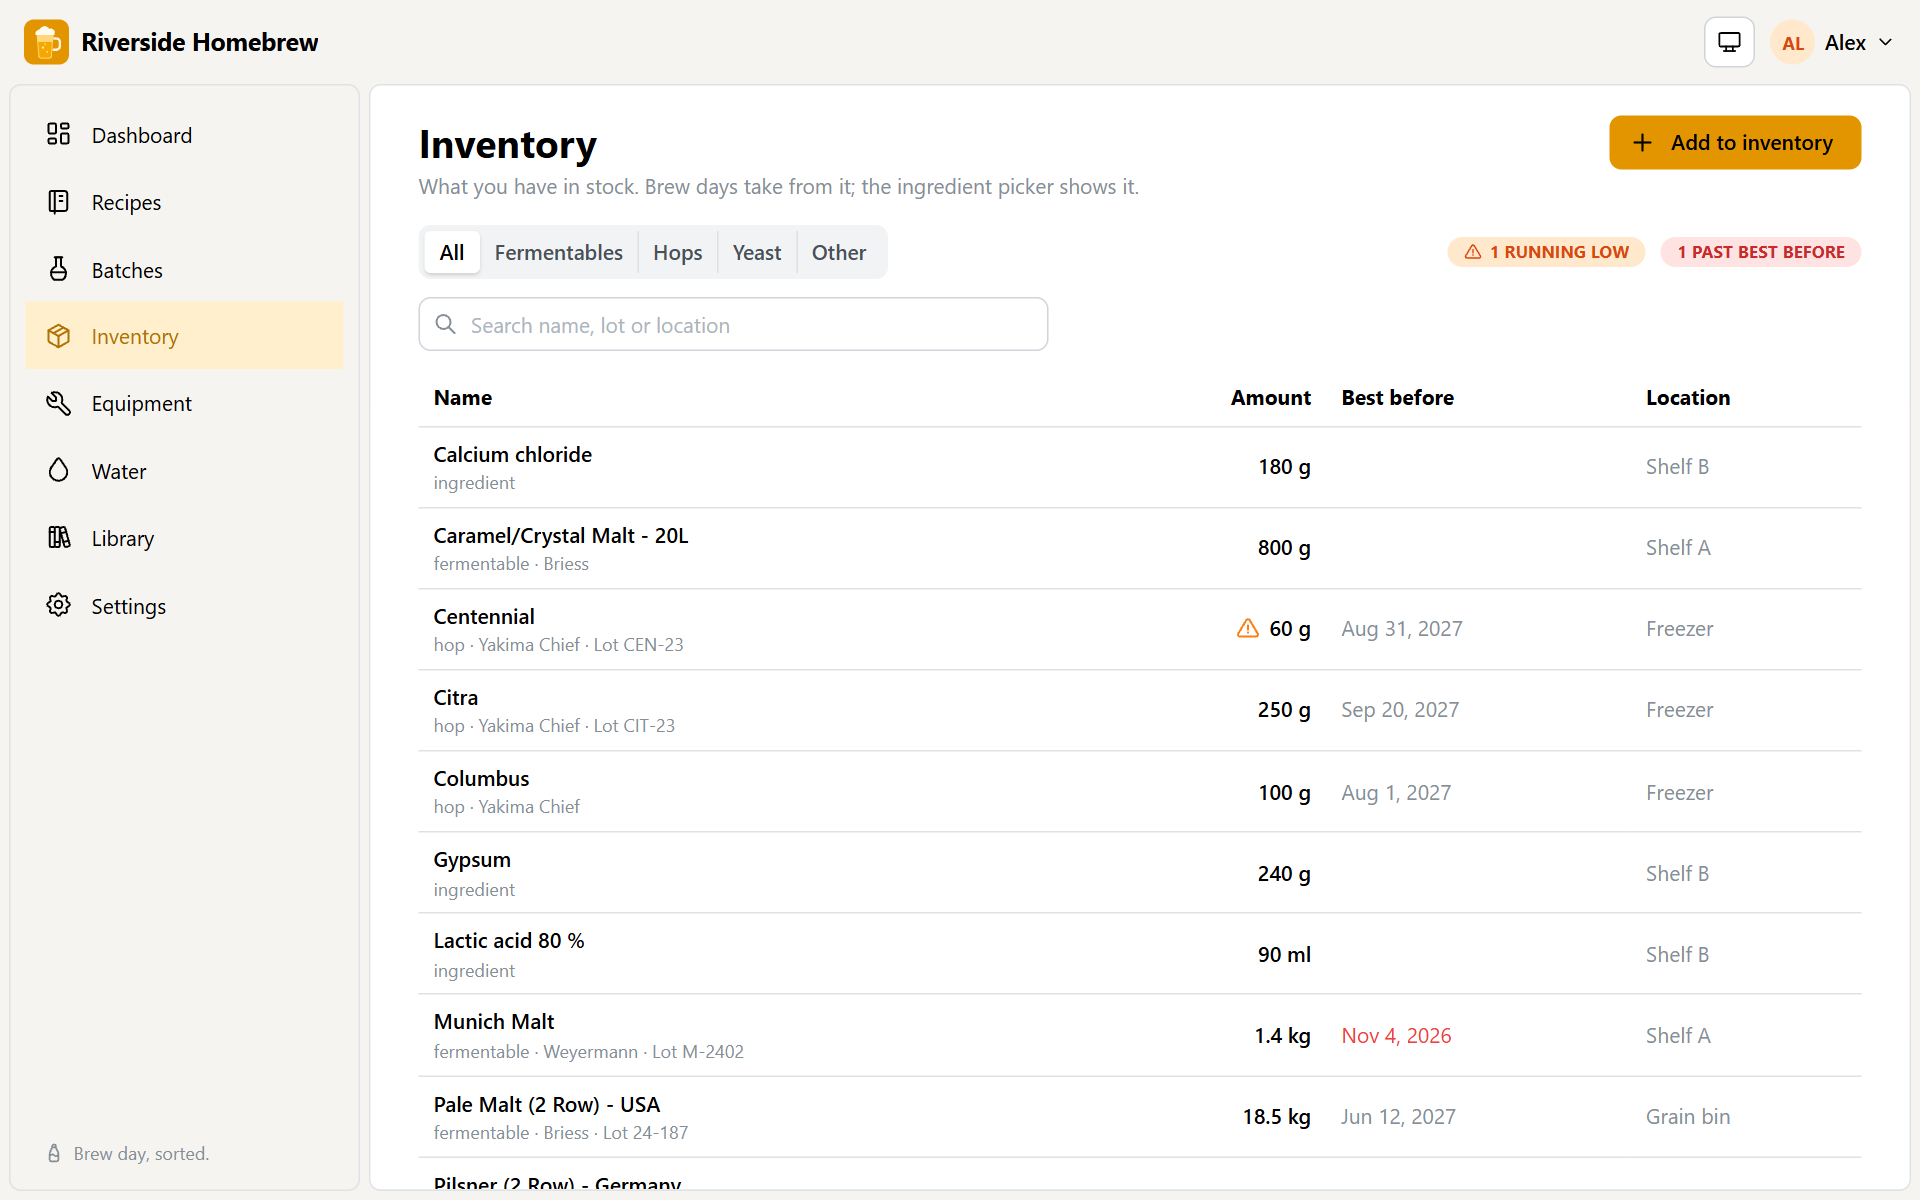 Riverside Homebrew
AL Alex
Dashboard
Recipes
Batches
Inventory
Equipment
Water
Library
Settings
Brew day, sorted.
Inventory
Add to inventory
What you have in stock. Brew days take from it; the ingredient picker shows it.
All Fermentables Hops Yeast Other
1 RUNNING LOW 1 PAST BEST BEFORE
Search name, lot or location
Name Amount Best before Location
Calcium chloride
ingredient
180 g Shelf B
Caramel/Crystal Malt - 20L
fermentable · Briess
800 g Shelf A
Centennial
hop · Yakima Chief · Lot CEN-23
60 g Aug 31, 2027 Freezer
Citra
hop · Yakima Chief · Lot CIT-23
250 g Sep 20, 2027 Freezer
Columbus
hop · Yakima Chief
100 g Aug 1, 2027 Freezer
Gypsum
ingredient
240 g Shelf B
Lactic acid 80 %
ingredient
90 ml Shelf B
Munich Malt
fermentable · Weyermann · Lot M-2402
1.4 kg Nov 4, 2026 Shelf A
Pale Malt (2 Row) - USA
fermentable · Briess · Lot 24-187
18.5 kg Jun 12, 2027 Grain bin
Pilsner (2 Row) - Germany